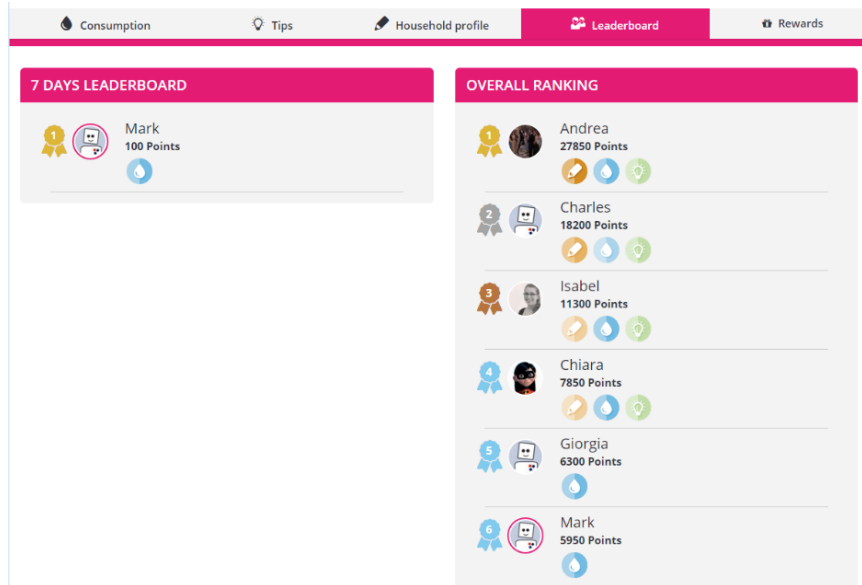 Consumption Tips Household profile Leaderboard Rewards
7 DAYS LEADERBOARD
1
Mark
100 Points
OVERALL RANKING
1
Andrea
27850 Points
2
Charles
18200 Points
3
Isabel
11300 Points
4
Chiara
7850 Points
5
Giorgia
6300 Points
6
Mark
5950 Points